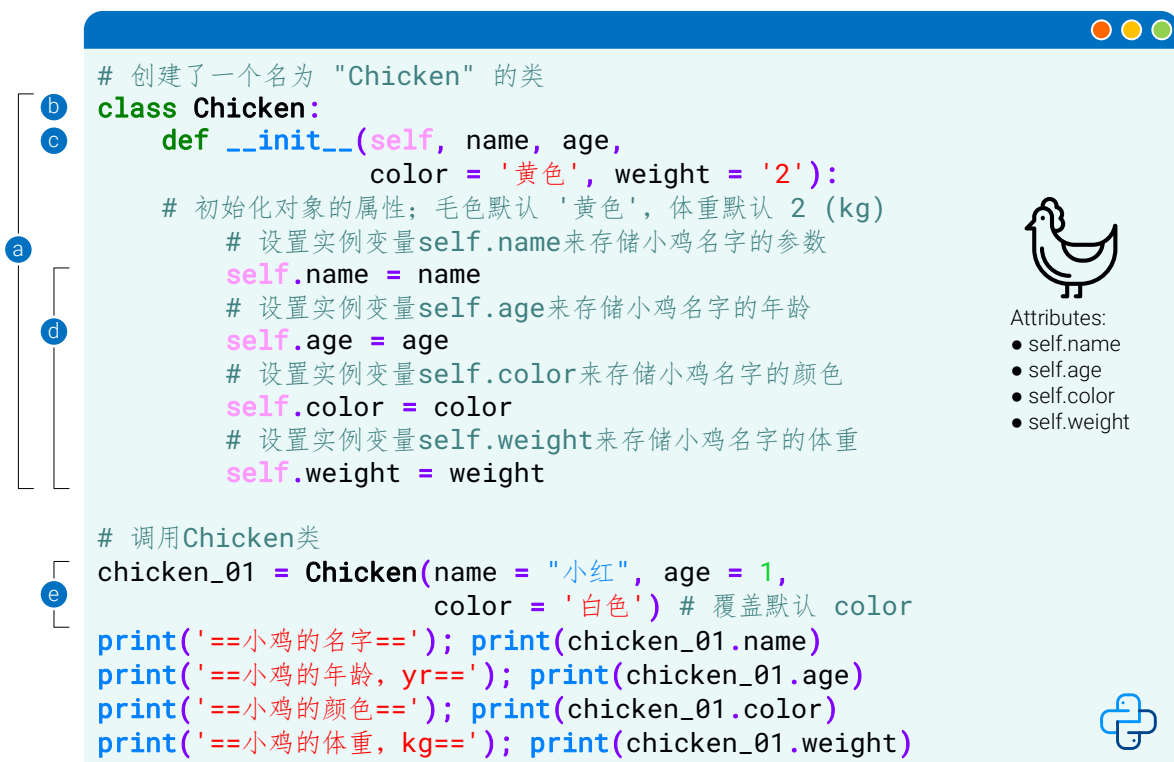 # 创建了一个名为 "Chicken" 的类
b
class Chicken:
c
    def __init__(self, name, age,
                 color = '黄色', weight = '2'):
    # 初始化对象的属性；毛色默认 '黄色'，体重默认 2 (kg)
a
        # 设置实例变量self.name来存储小鸡名字的参数
        self.name = name
        # 设置实例变量self.age来存储小鸡名字的年龄
d
        self.age = age
        # 设置实例变量self.color来存储小鸡名字的颜色
        self.color = color
        # 设置实例变量self.weight来存储小鸡名字的体重
        self.weight = weight
Attributes:
● self.name
● self.age
● self.color
● self.weight
# 调用Chicken类
chicken_01 = Chicken(name = "小红", age = 1,
e
                     color = '白色') # 覆盖默认 color
print('==小鸡的名字=='); print(chicken_01.name)
print('==小鸡的年龄，yr=='); print(chicken_01.age)
print('==小鸡的颜色=='); print(chicken_01.color)
print('==小鸡的体重，kg=='); print(chicken_01.weight)